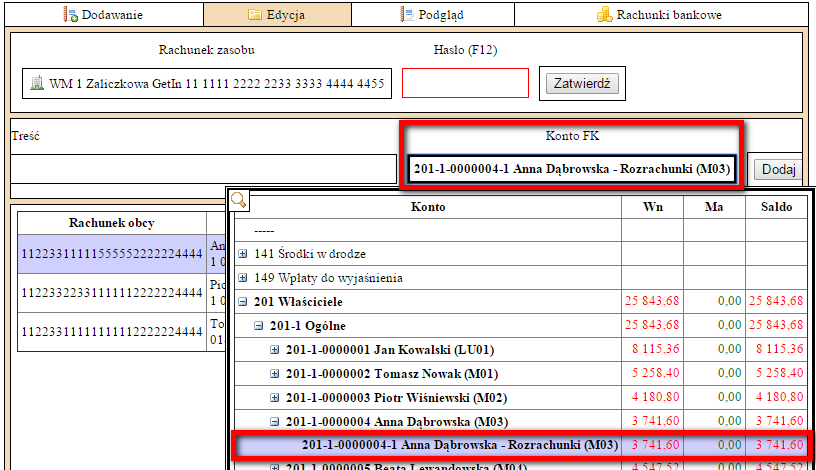 Dodawanie Edycja Podgląd Rachunki bankowe
Rachunek zasobu Hasło (F12)
WM 1 Zaliczkowa GetIn 11 1111 2222 2233 3333 4444 4455 Zatwierdź
Treść Konto FK
201-1-0000004-1 Anna Dąbrowska - Rozrachunki (M03) Dodaj
Rachunek obcy
11223311111555552222224444 An
1 0
11223322331111112222224444 Pio
1 0
11223311111111112222224444 To
01
Konto Wn Ma Saldo
-----
141 Środki w drodze
149 Wpłaty do wyjaśnienia
201 Właściciele 25 843,68 0,00 25 843,68
201-1 Ogólne 25 843,68 0,00 25 843,68
201-1-0000001 Jan Kowalski (LU01) 8 115,36 0,00 8 115,36
201-1-0000002 Tomasz Nowak (M01) 5 258,40 0,00 5 258,40
201-1-0000003 Piotr Wiśniewski (M02) 4 180,80 0,00 4 180,80
201-1-0000004 Anna Dąbrowska (M03) 3 741,60 0,00 3 741,60
201-1-0000004-1 Anna Dąbrowska - Rozrachunki (M03) 3 741,60 0,00 3 741,60
201-1-0000005 Beata Lewandowska (M04) 4 547,52 0,00 4 547,52